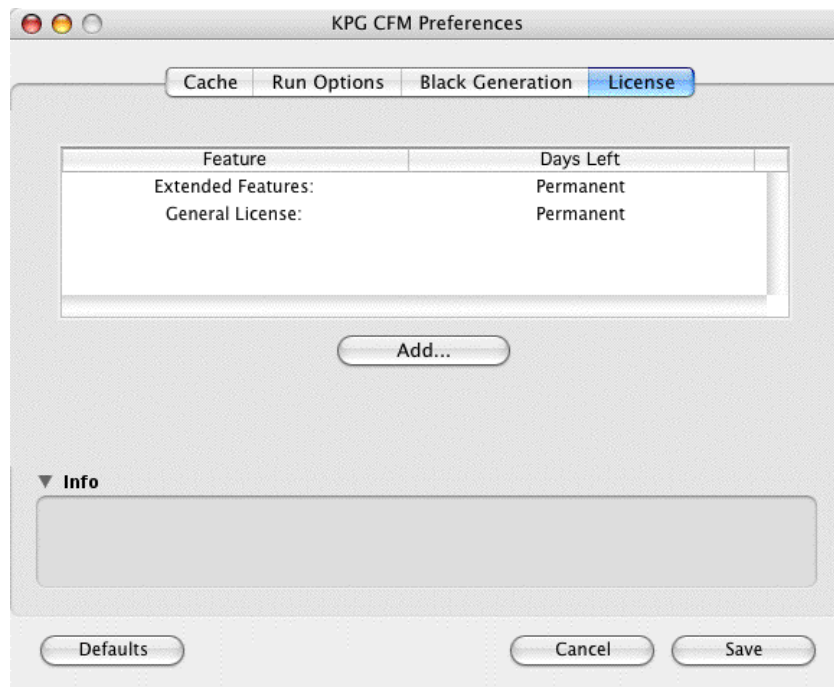 KPG CFM Preferences
Cache Run Options Black Generation License
Feature Days Left
Extended Features: Permanent
General License: Permanent
Add...
Info
Defaults Cancel Save